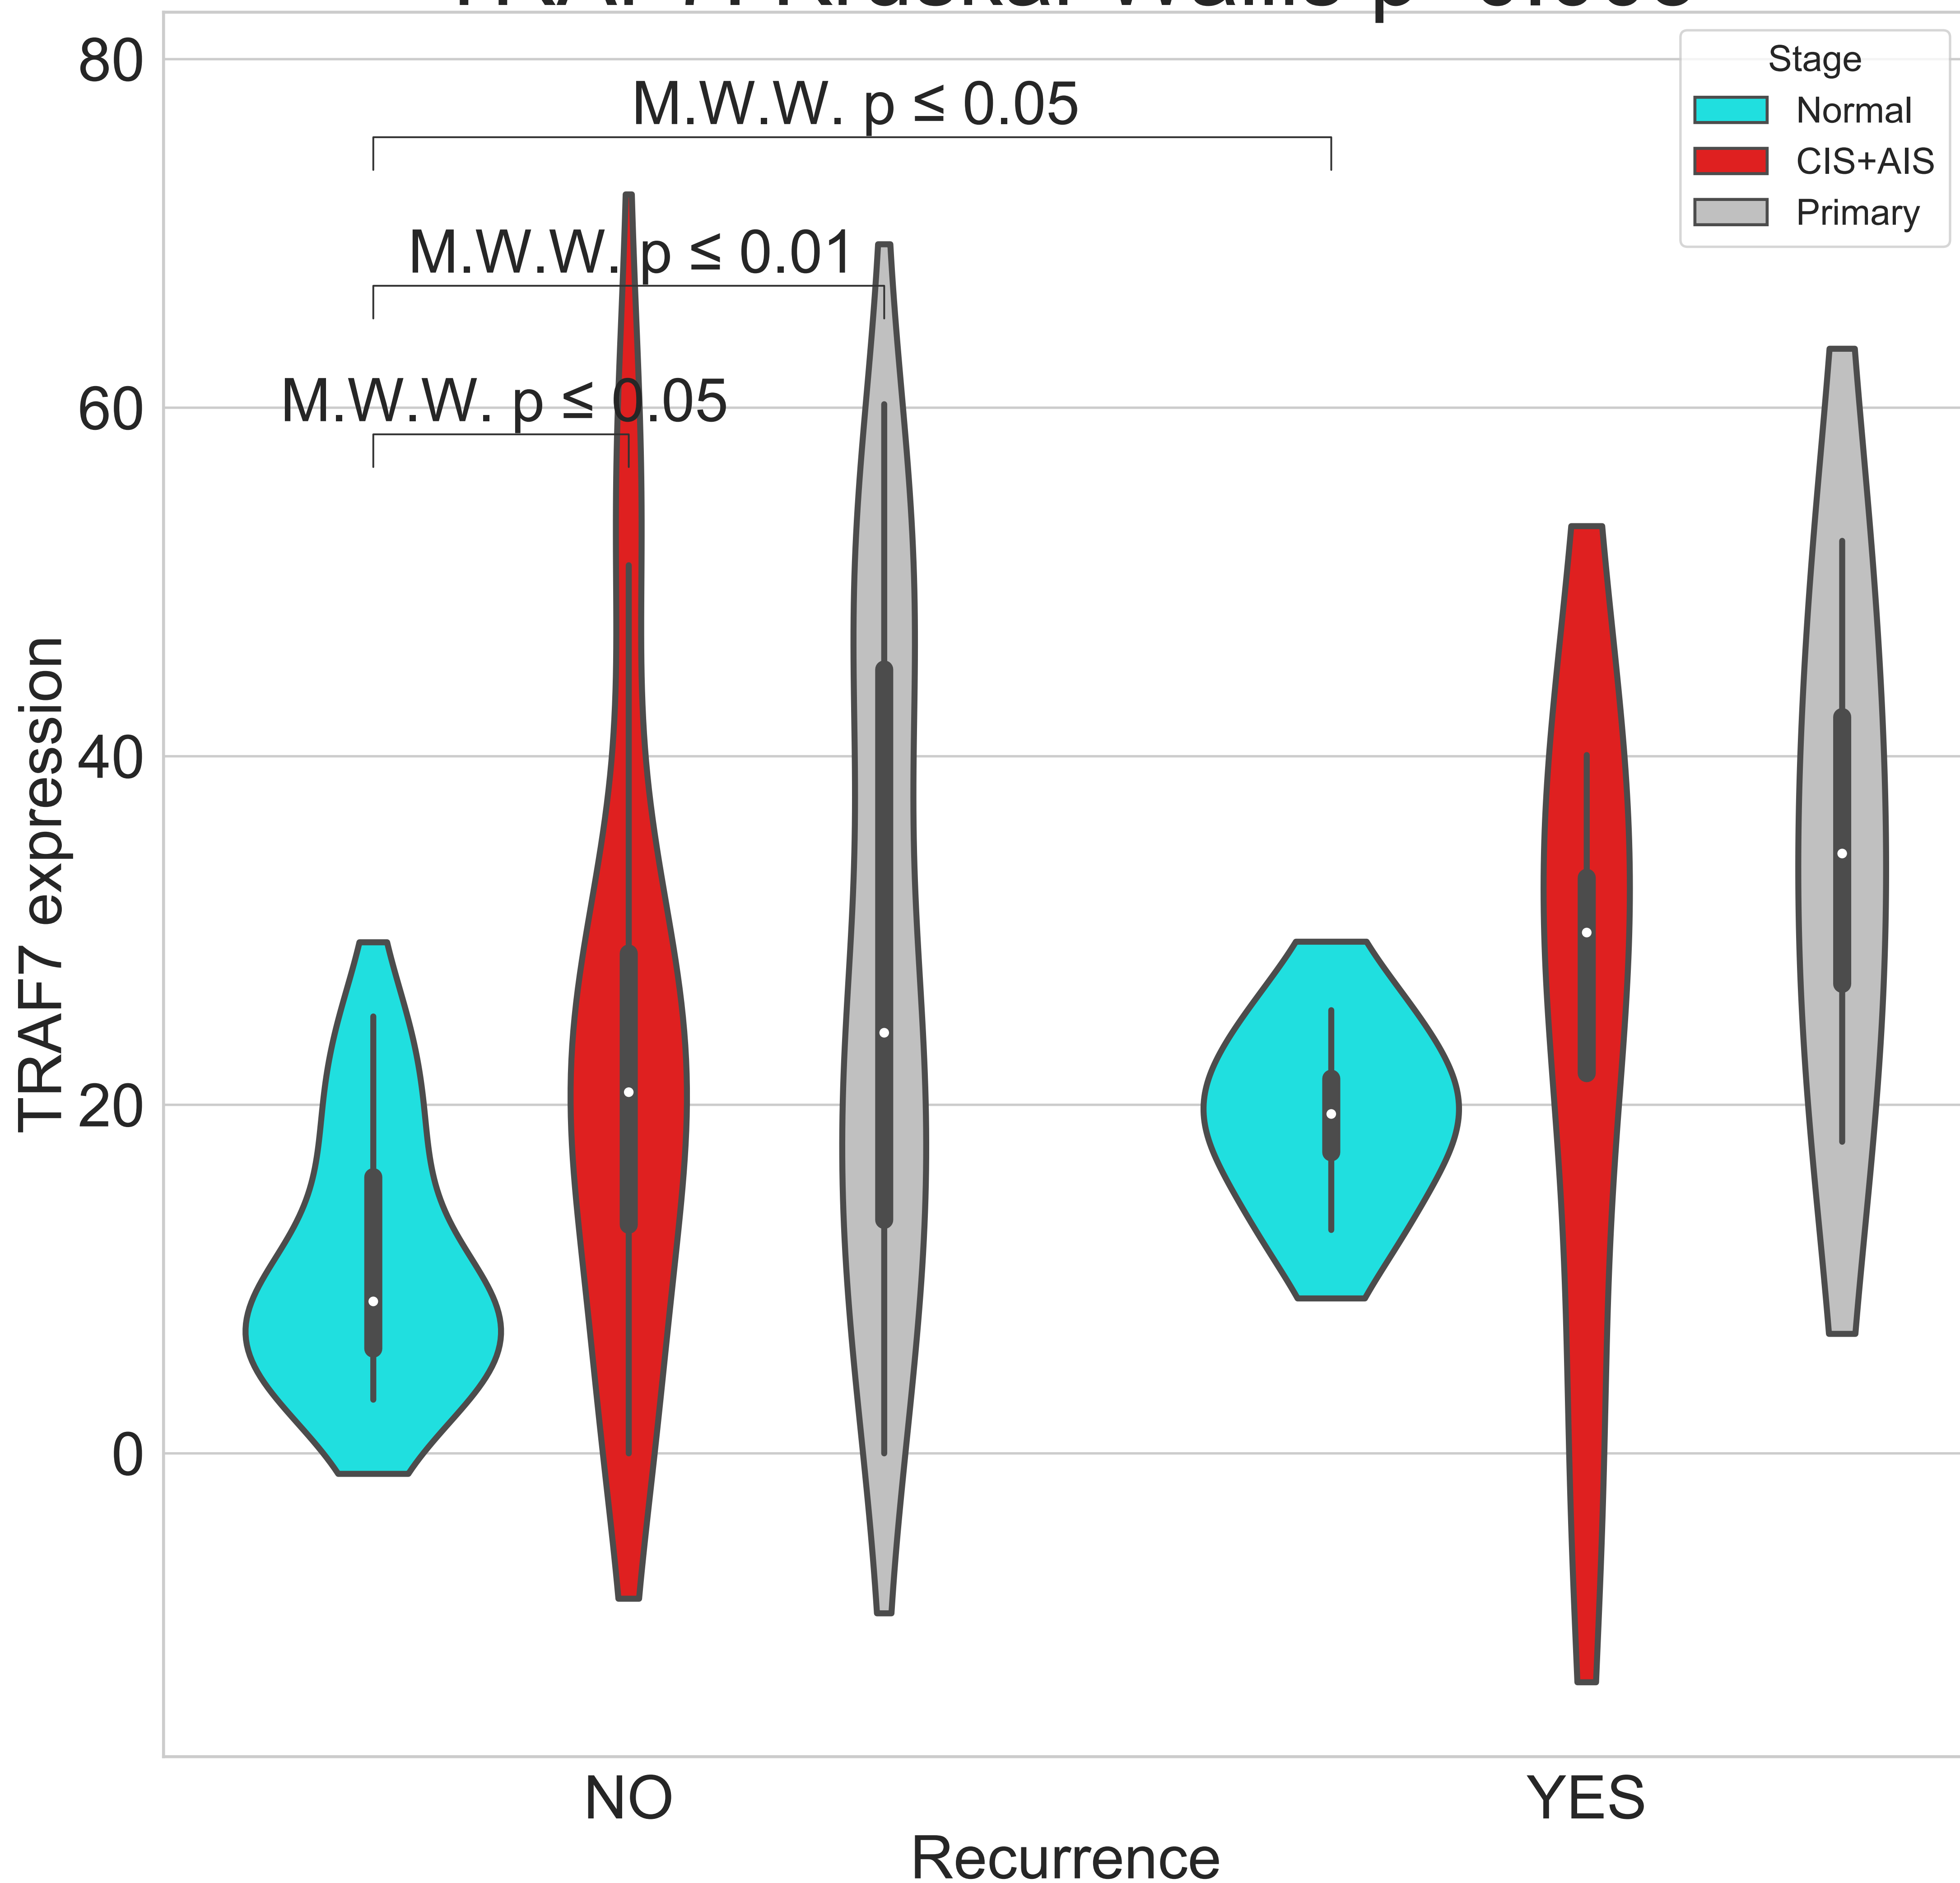 80
M.W.W. p ≤ 0.05
Stage
Normal
CIS+AIS
Primary
M.W.W. p ≤ 0.01
M.W.W. p ≤ 0.05
60
40
20
0
TRAF7 expression
NO
YES
Recurrence